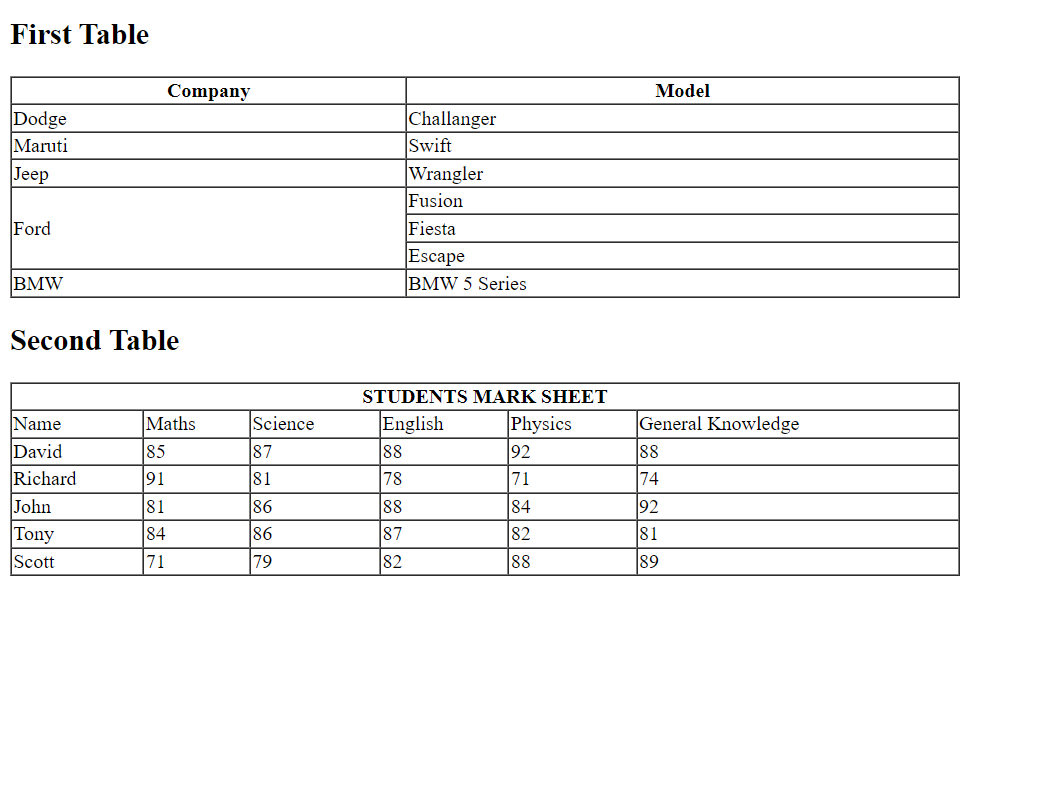 First Table
Company Model
Dodge Challanger
Maruti Swift
Jeep Wrangler
Fusion
Ford Fiesta
Escape
BMW BMW 5 Series
Second Table
STUDENTS MARK SHEET
Name Maths Science English Physics General Knowledge
David 85 87 88 92 88
Richard 91 81 78 71 74
John 81 86 88 84 92
Tony 84 86 87 82 81
Scott 71 79 82 88 89